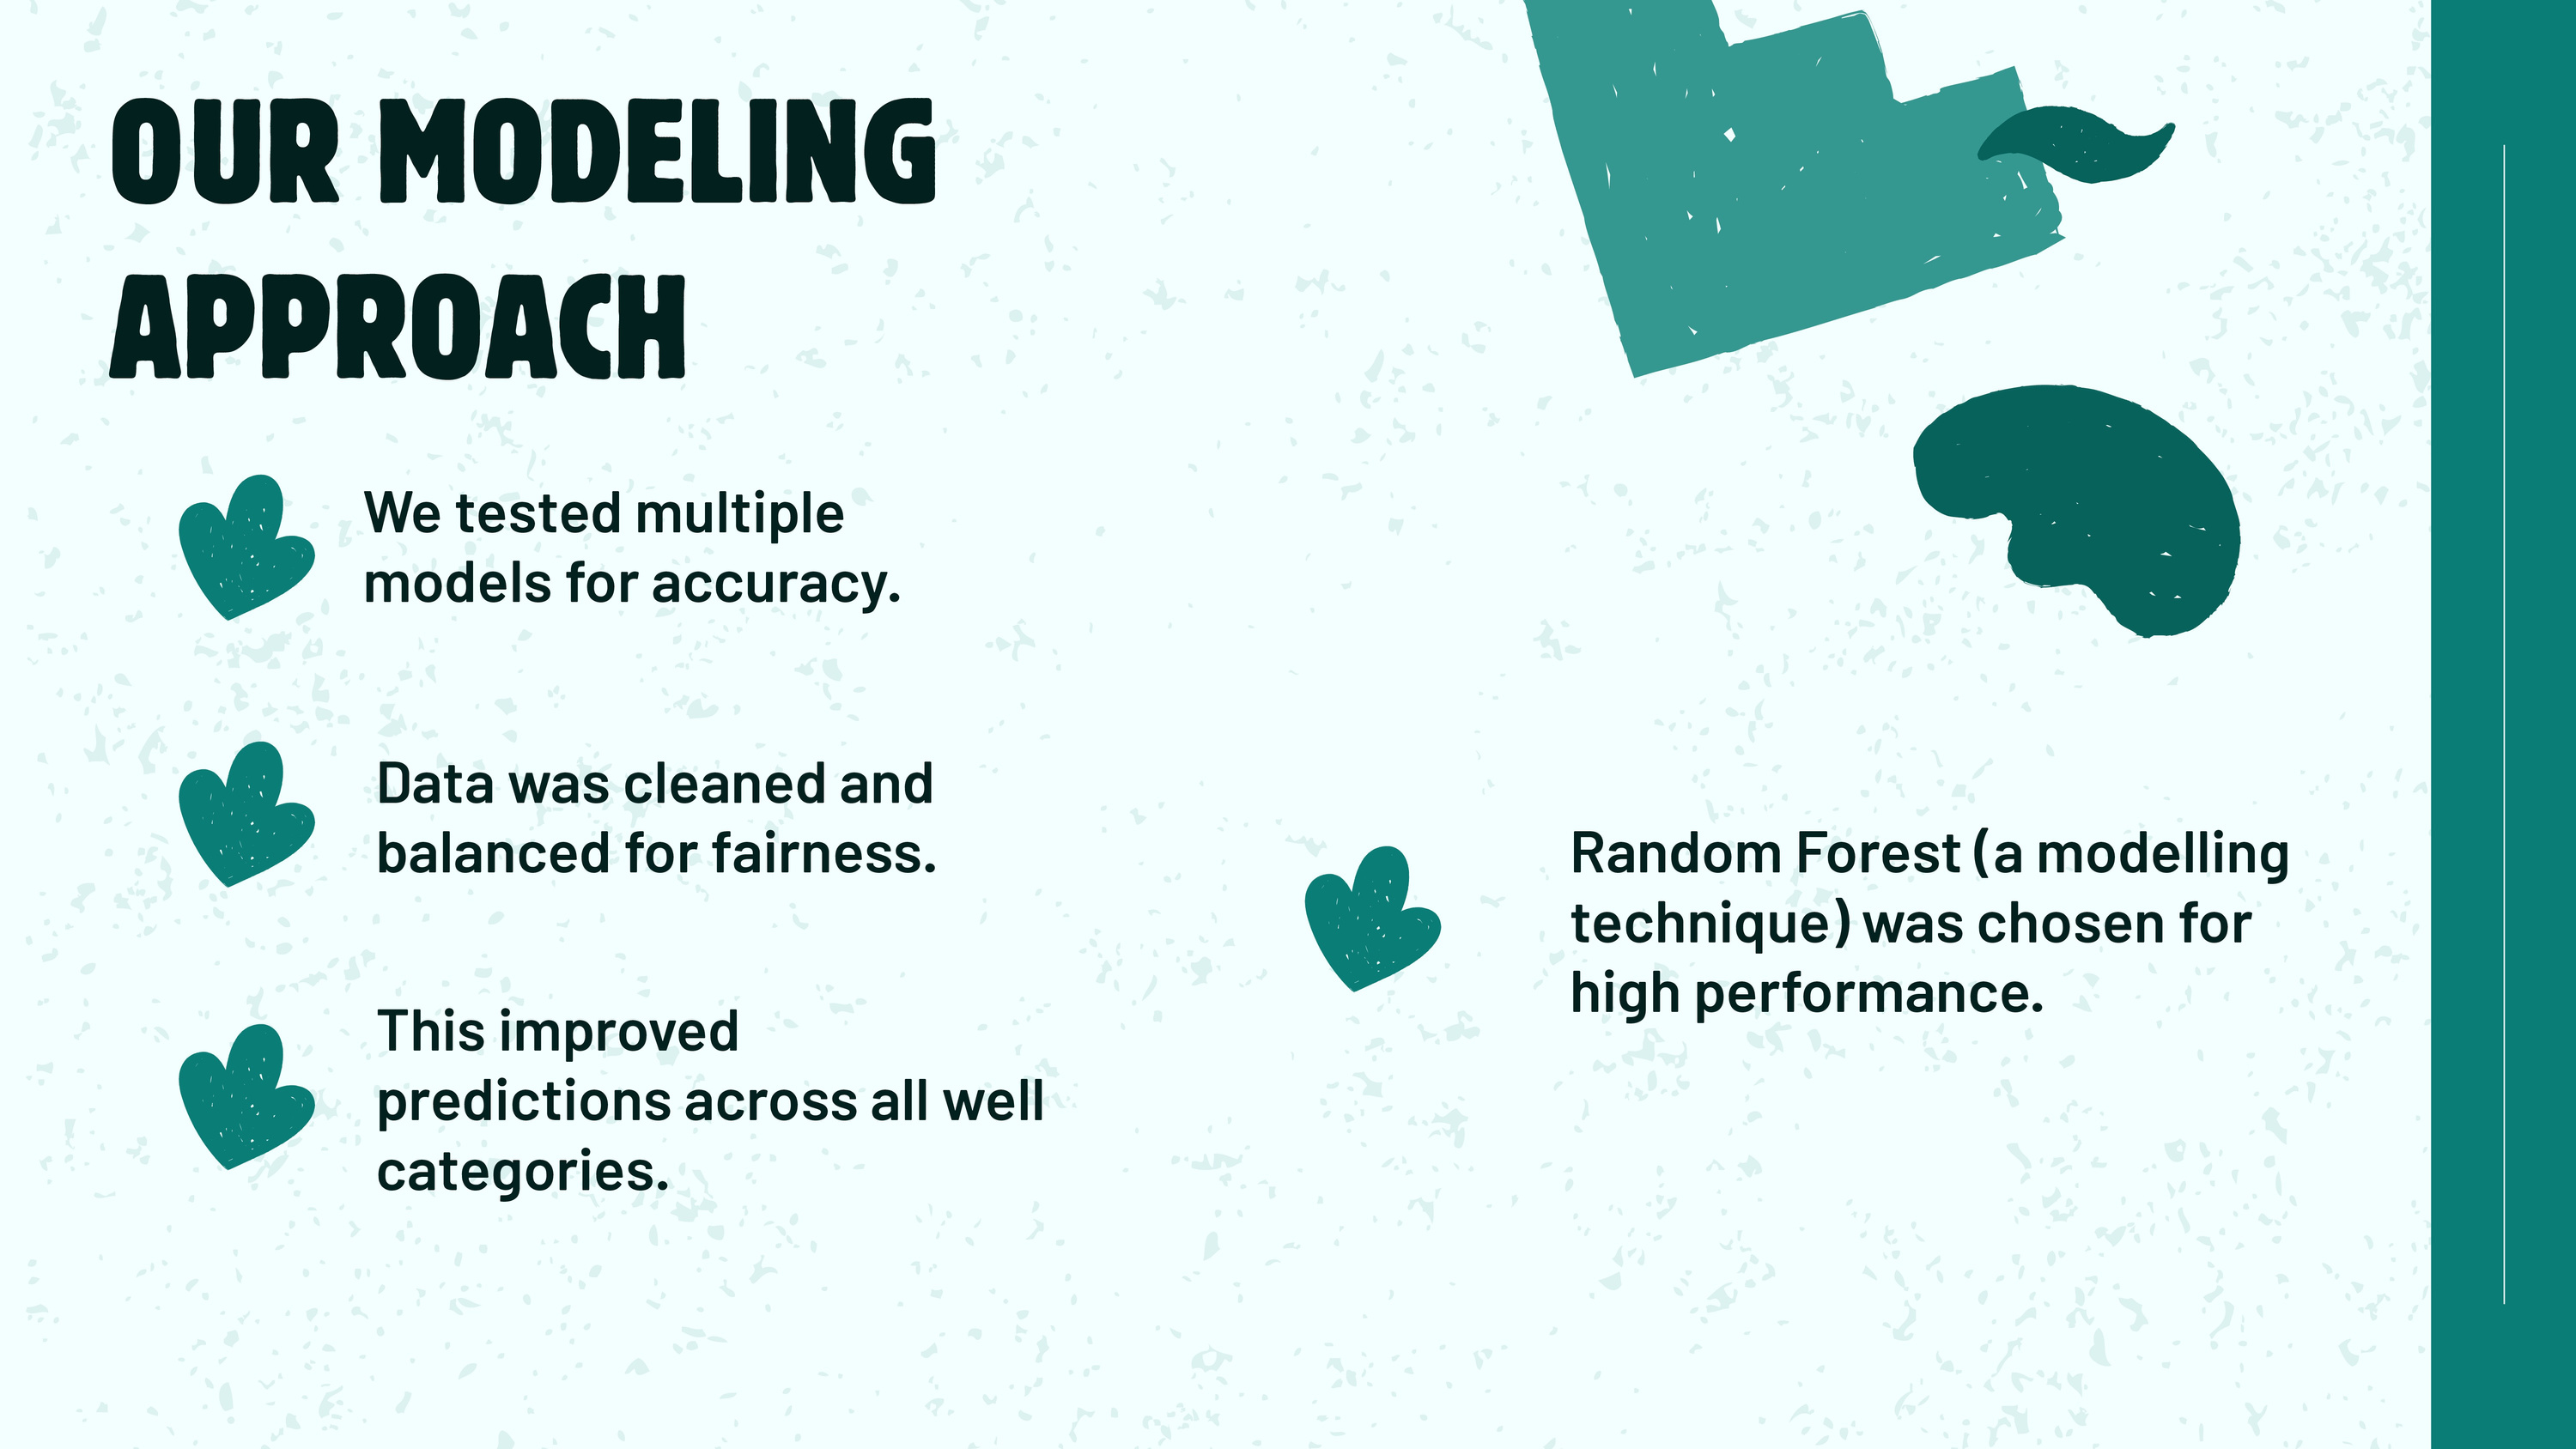 OUR MODELING
APPROACH
We tested multiple
models for accuracy.
Data was cleaned and
balanced for fairness.
This improved
predictions across all well
categories.
Random Forest (a modelling
technique) was chosen for
high performance.